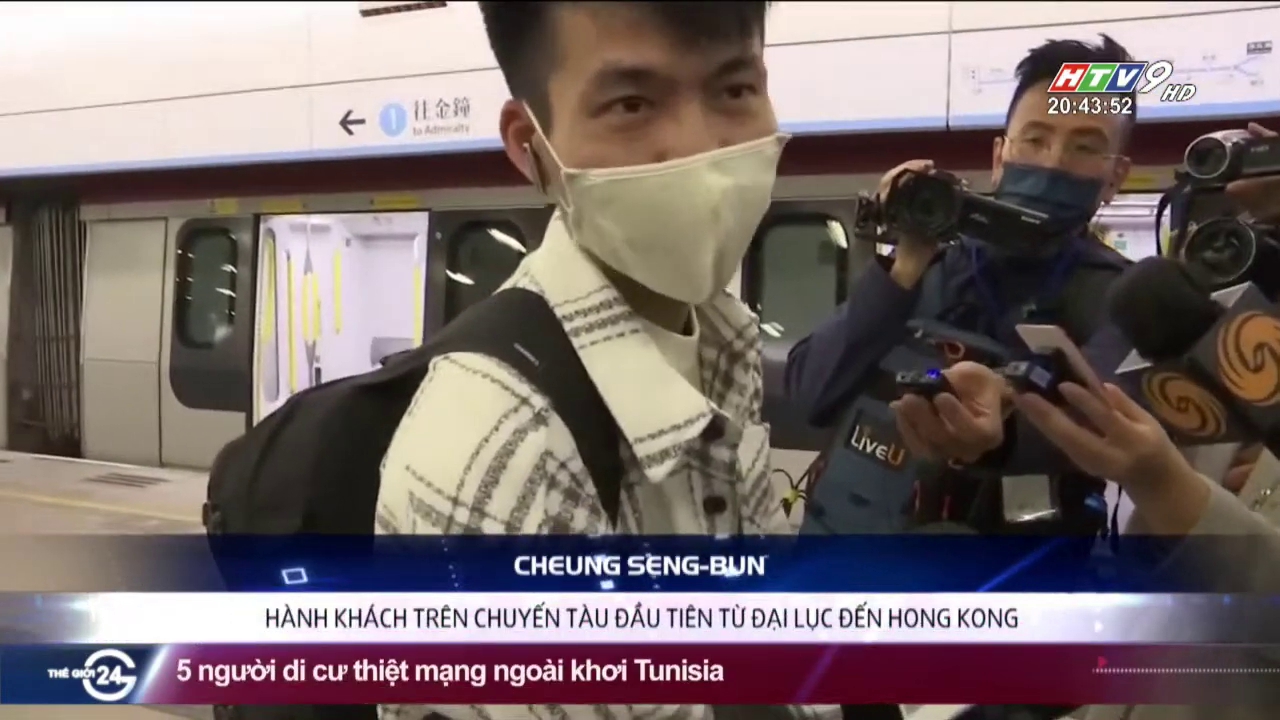 HTV9 HD
20:43:52
← 1 往金鐘
to Admiralty
LiveU
CHEUNG SENG-BUN
HÀNH KHÁCH TRÊN CHUYẾN TÀU ĐẦU TIÊN TỪ ĐẠI LỤC ĐẾN HONG KONG
THẾ GIỚI 24G
5 người di cư thiệt mạng ngoài khơi Tunisia